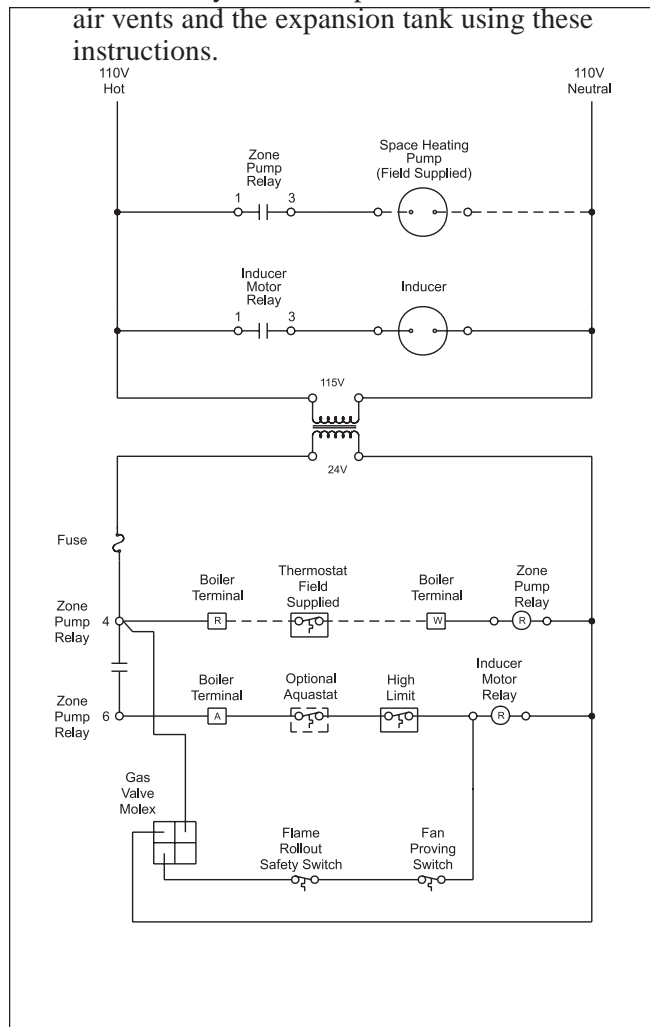 air vents and the expansion tank using these
instructions.
110V
Hot
110V
Neutral
Zone
Pump
Relay
1
3
Space Heating
Pump
(Field Supplied)
Inducer
Motor
Relay
1
3
Inducer
115V
24V
Fuse
Zone
Pump
Relay
4
Boiler
Terminal
R
Thermostat
Field
Supplied
Boiler
Terminal
W
Zone
Pump
Relay
R
Zone
Pump
Relay
6
Boiler
Terminal
A
Optional
Aquastat
High
Limit
Inducer
Motor
Relay
R
Gas
Valve
Molex
Flame
Rollout
Safety Switch
Fan
Proving
Switch